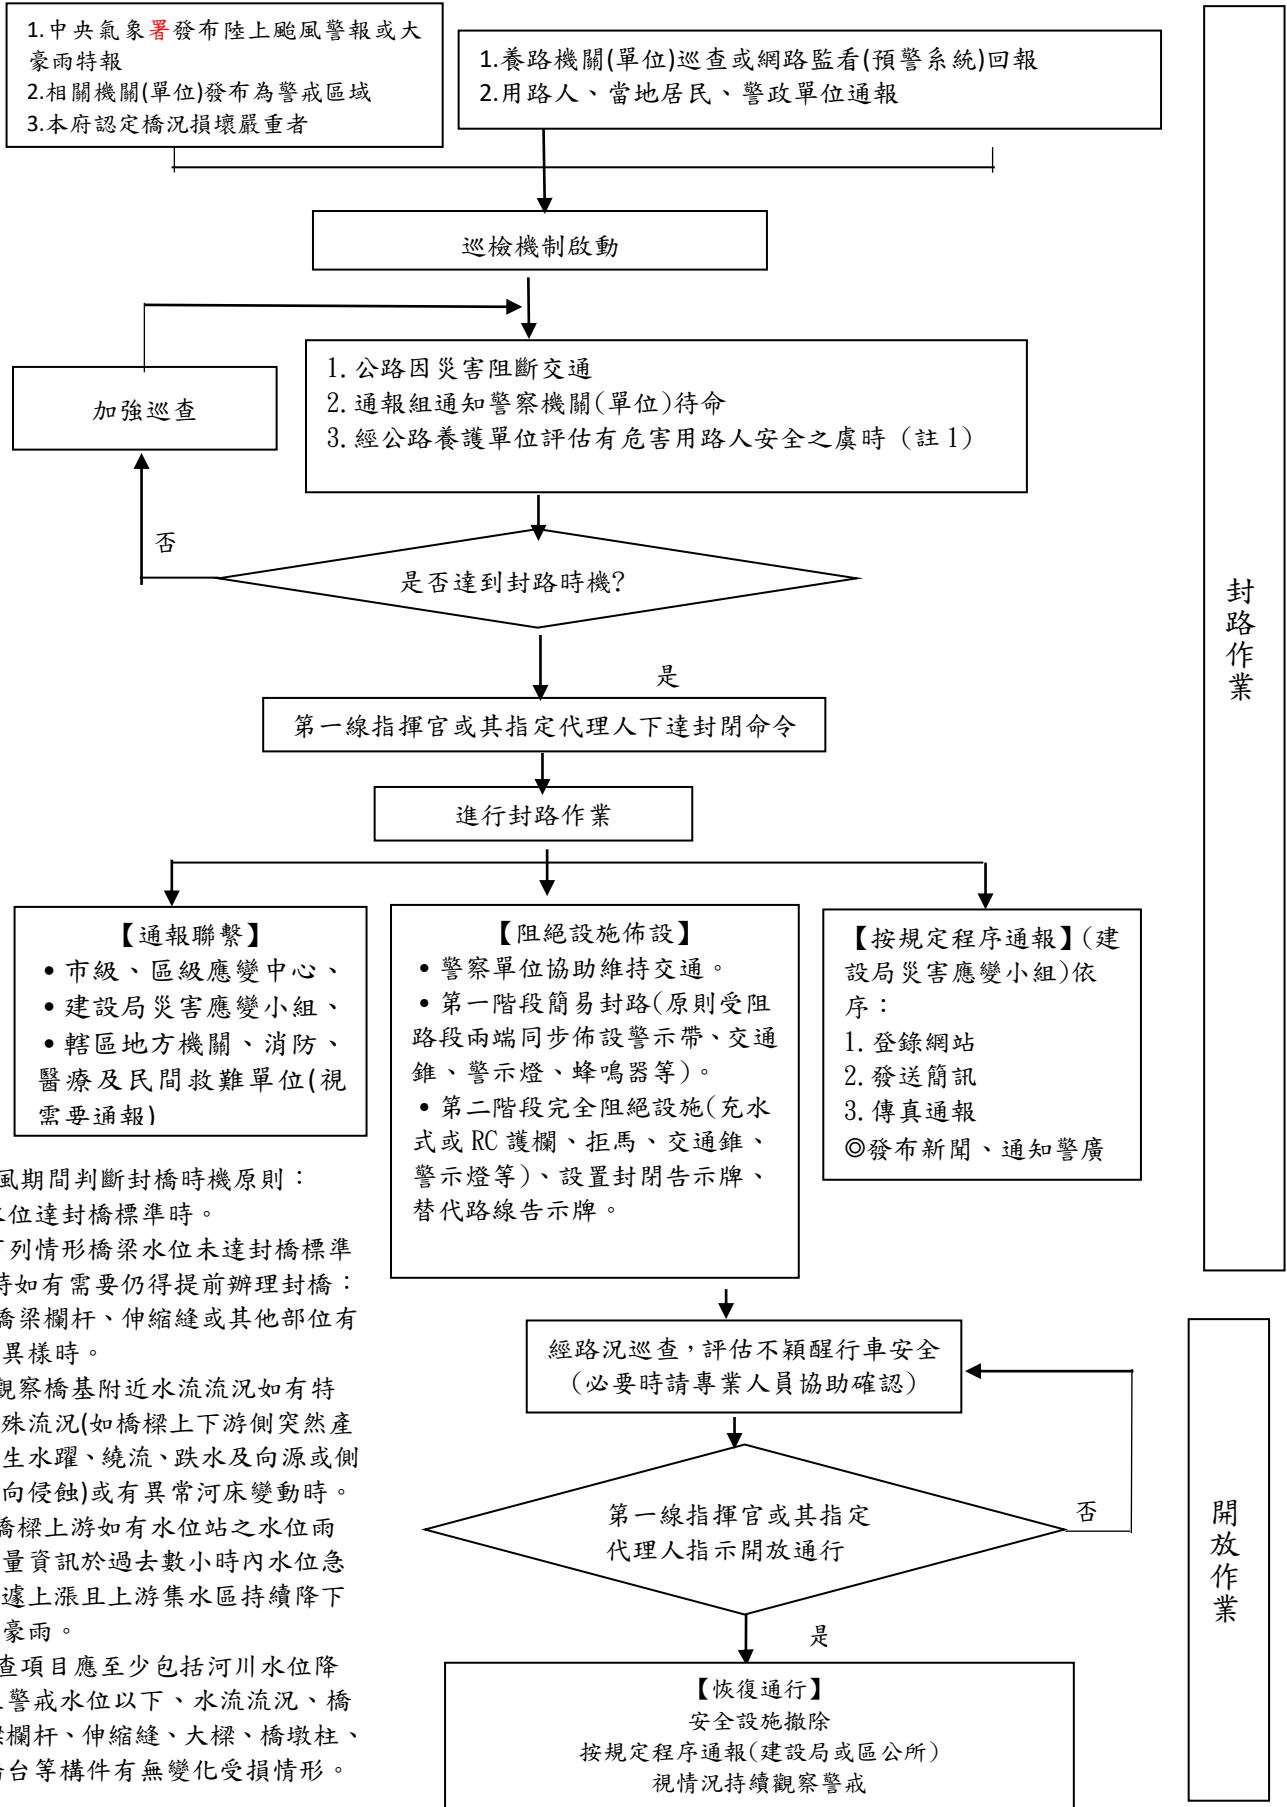 1.中央氣象署發布陸上颱風警報或大
豪雨特報
2.相關機關(單位)發布為警戒區域
3.本府認定橋況損壞嚴重者
1.養路機關(單位)巡查或網路監看(預警系統)回報
2.用路人、當地居民、警政單位通報
巡檢機制啟動
加強巡查
1.公路因災害阻斷交通
2.通報組通知警察機關(單位)待命
3.經公路養護單位評估有危害用路人安全之虞時（註1）
否
是否達到封路時機?
是
第一線指揮官或其指定代理人下達封閉命令
進行封路作業
封路作業
【通報聯繫】
•市級、區級應變中心、
•建設局災害應變小組、
•轄區地方機關、消防、
醫療及民間救難單位(視
需要通報)
【阻絕設施佈設】
•警察單位協助維持交通。
•第一階段簡易封路(原則受阻
路段兩端同步佈設警示帶、交通
錐、警示燈、蜂鳴器等)。
•第二階段完全阻絕設施(充水
式或RC護欄、拒馬、交通錐、
警示燈等)、設置封閉告示牌、
替代路線告示牌。
【按規定程序通報】(建
設局災害應變小組)依
序：
1.登錄網站
2.發送簡訊
3.傳真通報
◎發布新聞、通知警廣
風期間判斷封橋時機原則：
水位達封橋標準時。
下列情形橋梁水位未達封橋標準
時如有需要仍得提前辦理封橋：
橋梁欄杆、伸縮縫或其他部位有
異樣時。
觀察橋基附近水流流況如有特
殊流況(如橋樑上下游側突然產
生水躍、繞流、跌水及向源或側
向侵蝕)或有異常河床變動時。
橋樑上游如有水位站之水位雨
量資訊於過去數小時內水位急
遽上漲且上游集水區持續降下
豪雨。
查項目應至少包括河川水位降
至警戒水位以下、水流流況、橋
樑欄杆、伸縮縫、大樑、橋墩柱、
橋台等構件有無變化受損情形。
經路況巡查，評估不穎醒行車安全
（必要時請專業人員協助確認）
第一線指揮官或其指定
代理人指示開放通行
否
是
【恢復通行】
安全設施撤除
按規定程序通報(建設局或區公所)
視情況持續觀察警戒
開放作業